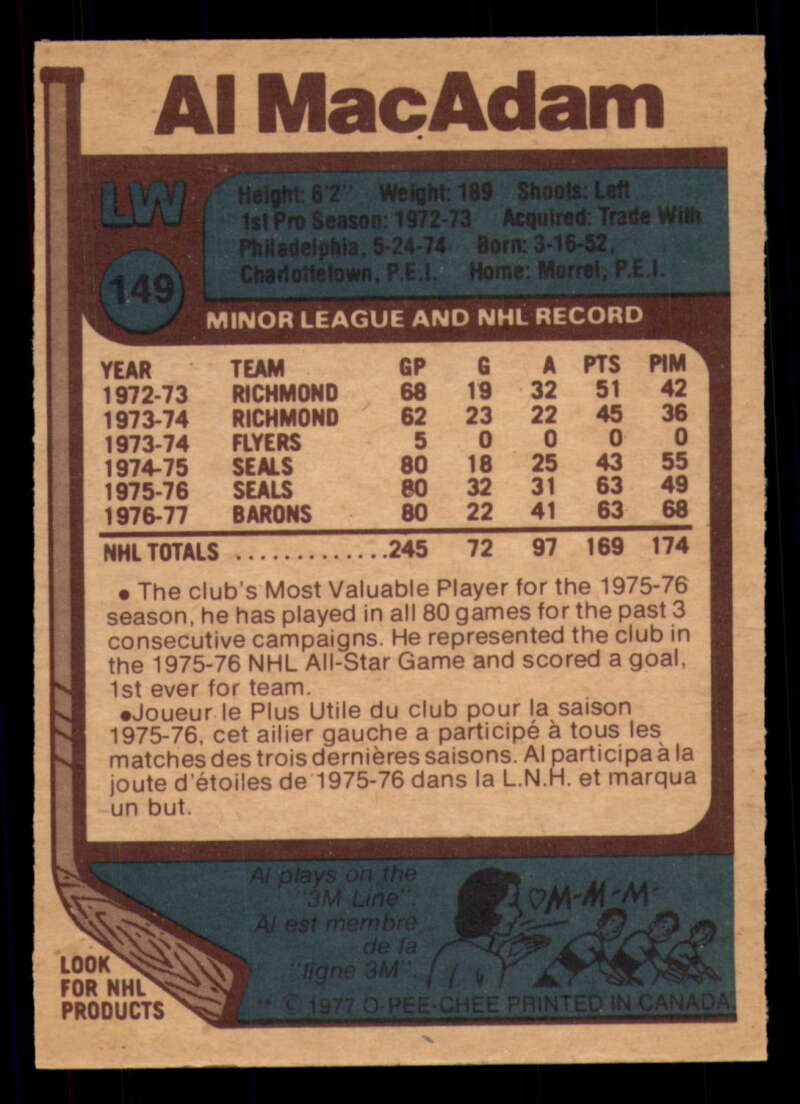 Al MacAdam
LW
Height: 6'2" Weight: 189 Shoots: Left
1st Pro Season: 1972-73 Acquired: Trade With
Philadelphia, 5-24-74 Born: 3-16-52,
Charlottetown, P.E.I. Home: Morrel, P.E.I.
149
MINOR LEAGUE AND NHL RECORD
YEAR TEAM GP G A PTS PIM
1972-73 RICHMOND 68 19 32 51 42
1973-74 RICHMOND 62 23 22 45 36
1973-74 FLYERS 5 0 0 0 0
1974-75 SEALS 80 18 25 43 55
1975-76 SEALS 80 32 31 63 49
1976-77 BARONS 80 22 41 63 68
NHL TOTALS .............245 72 97 169 174
• The club's Most Valuable Player for the 1975-76
season, he has played in all 80 games for the past 3
consecutive campaigns. He represented the club in
the 1975-76 NHL All-Star Game and scored a goal,
1st ever for team.
•Joueur le Plus Utile du club pour la saison
1975-76, cet ailier gauche a participé à tous les
matches des trois dernières saisons. Al participa à la
joute d'étoiles de 1975-76 dans la L.N.H. et marqua
un but.
Al plays on the
"3M Line".
Al est membre
de la
"ligne 3M".
♡M-M-M-
LOOK
FOR NHL
PRODUCTS
** © 1977 O-PEE-CHEE PRINTED IN CANADA